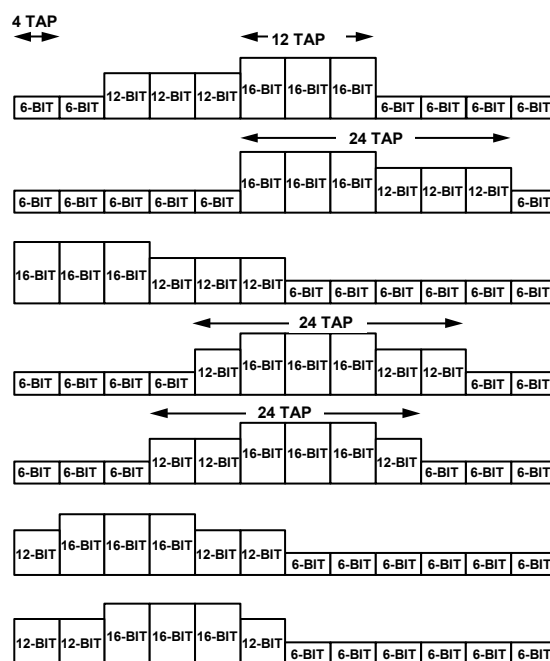 4 TAP 12 TAP
6-BIT 6-BIT 12-BIT 12-BIT 12-BIT 16-BIT 16-BIT 16-BIT 6-BIT 6-BIT 6-BIT 6-BIT
24 TAP
6-BIT 6-BIT 6-BIT 6-BIT 6-BIT 16-BIT 16-BIT 16-BIT 12-BIT 12-BIT 12-BIT 6-BIT
16-BIT 16-BIT 16-BIT 12-BIT 12-BIT 12-BIT 6-BIT 6-BIT 6-BIT 6-BIT 6-BIT 6-BIT
24 TAP
6-BIT 6-BIT 6-BIT 6-BIT 12-BIT 16-BIT 16-BIT 16-BIT 12-BIT 12-BIT 6-BIT 6-BIT
24 TAP
6-BIT 6-BIT 6-BIT 12-BIT 12-BIT 16-BIT 16-BIT 16-BIT 12-BIT 6-BIT 6-BIT 6-BIT
12-BIT 16-BIT 16-BIT 16-BIT 12-BIT 12-BIT 6-BIT 6-BIT 6-BIT 6-BIT 6-BIT 6-BIT
12-BIT 12-BIT 16-BIT 16-BIT 16-BIT 12-BIT 6-BIT 6-BIT 6-BIT 6-BIT 6-BIT 6-BIT